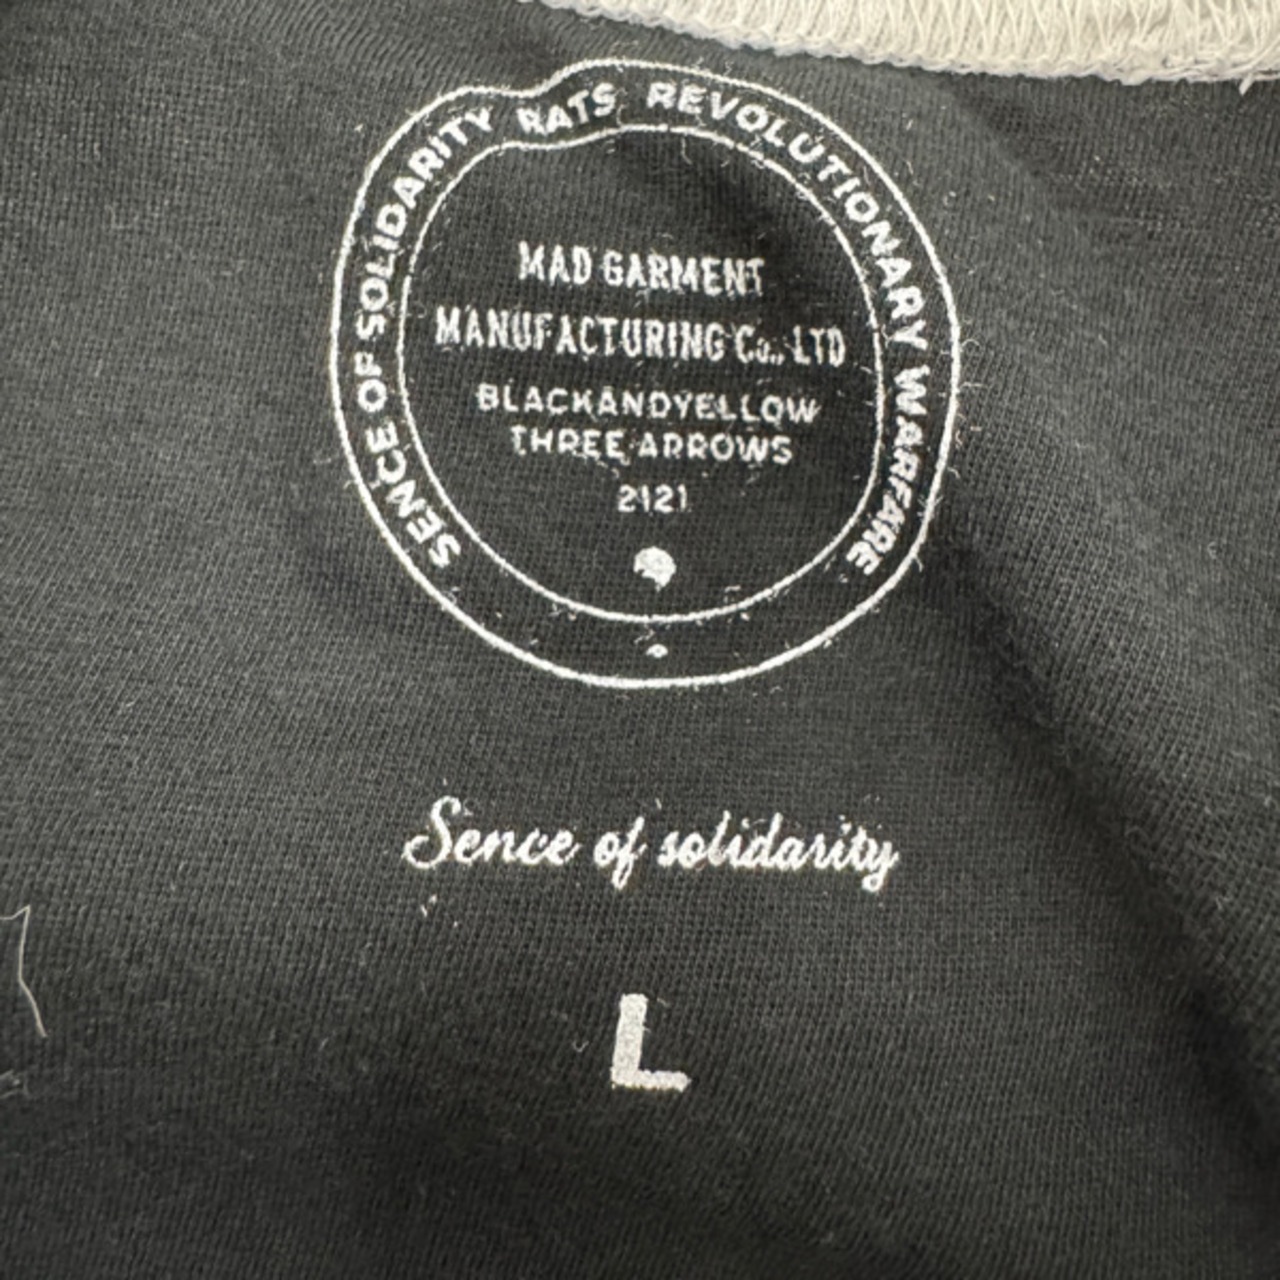 SENCE OF SOLIDARITY RATS REVOLUTIONARY WARFARE
MAD GARMENT
MANUFACTURING Co., LTD
BLACKANDYELLOW
THREE ARROWS
2121
Sence of solidarity
L